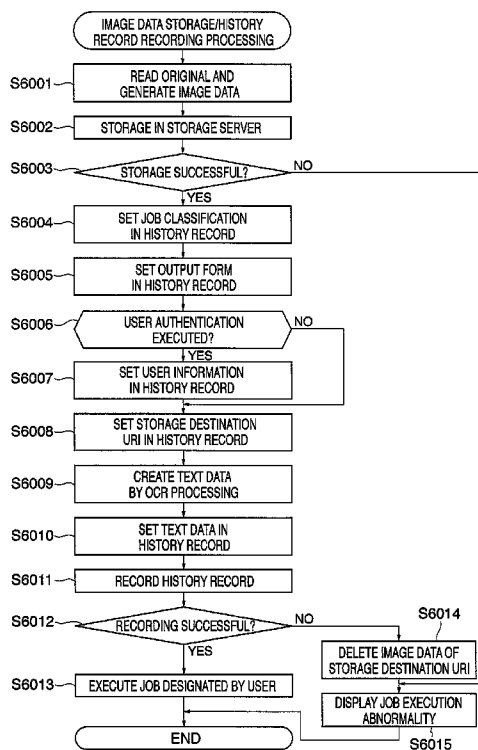 IMAGE DATA STORAGE/HISTORY
RECORD RECORDING PROCESSING
S6001
READ ORIGINAL AND
GENERATE IMAGE DATA
S6002
STORAGE IN STORAGE SERVER
S6003
STORAGE SUCCESSFUL?
NO
YES
S6004
SET JOB CLASSIFICATION
IN HISTORY RECORD
S6005
SET OUTPUT FORM
IN HISTORY RECORD
S6006
USER AUTHENTICATION
EXECUTED?
NO
YES
S6007
SET USER INFORMATION
IN HISTORY RECORD
S6008
SET STORAGE DESTINATION
URI IN HISTORY RECORD
S6009
CREATE TEXT DATA
BY OCR PROCESSING
S6010
SET TEXT DATA IN
HISTORY RECORD
S6011
RECORD HISTORY RECORD
S6012
RECORDING SUCCESSFUL?
NO
YES
S6014
DELETE IMAGE DATA OF
STORAGE DESTINATION URI
S6013
EXECUTE JOB DESIGNATED BY USER
DISPLAY JOB EXECUTION
ABNORMALITY
S6015
END